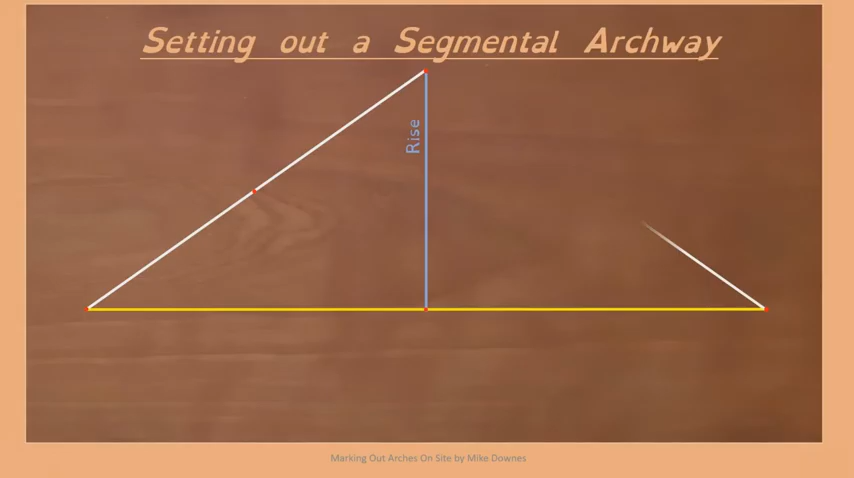 Setting out a Segmental Archway
Rise
Marking Out Arches On Site by Mike Downes